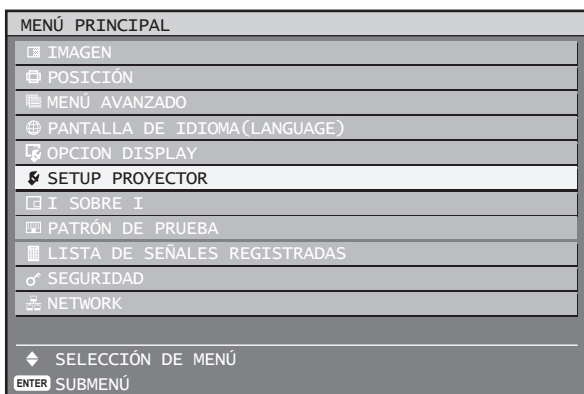 MENÚ PRINCIPAL
IMAGEN
POSICIÓN
MENÚ AVANZADO
PANTALLA DE IDIOMA(LANGUAGE)
OPCION DISPLAY
SETUP PROYECTOR
I SOBRE I
PATRÓN DE PRUEBA
LISTA DE SEÑALES REGISTRADAS
SEGURIDAD
NETWORK
SELECCIÓN DE MENÚ
ENTER SUBMENÚ